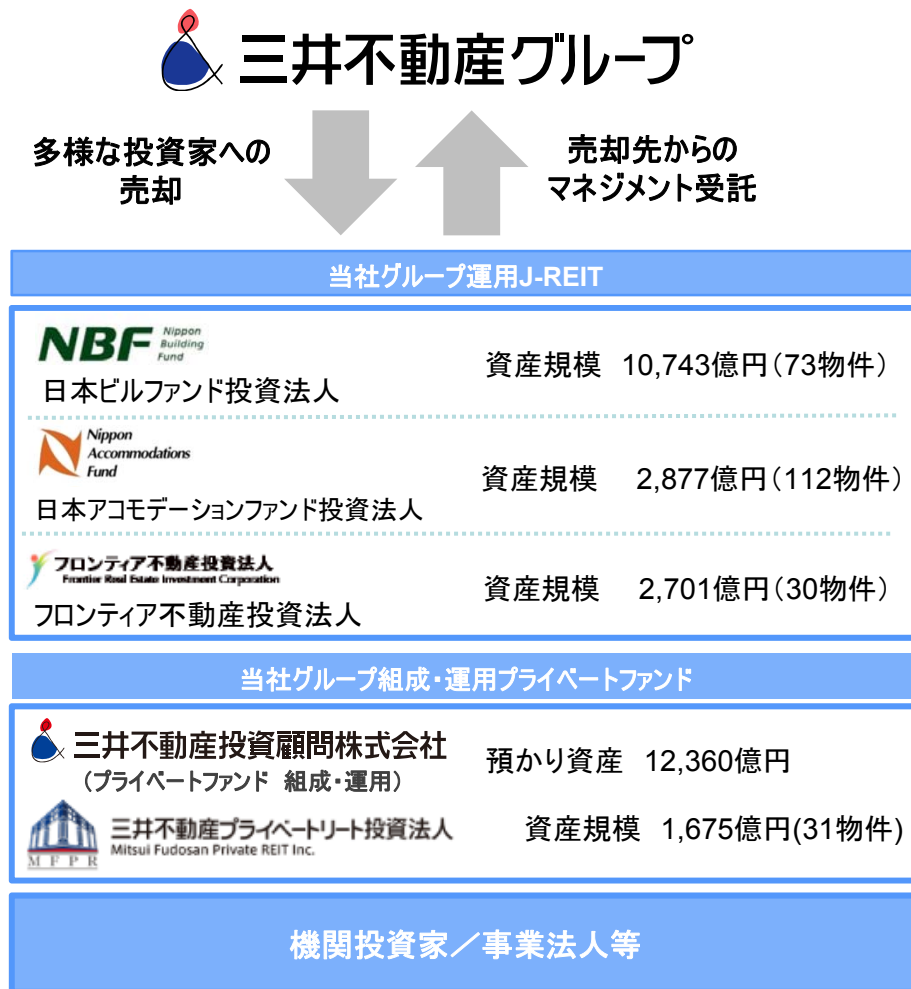 三井不動産グループ
多様な投資家への
売却
売却先からの
マネジメント受託
当社グループ運用J-REIT
NBF
Nippon
Building
Fund
日本ビルファンド投資法人
資産規模 10,743億円（73物件）
Nippon
Accommodations
Fund
日本アコモデーションファンド投資法人
資産規模 2,877億円（112物件）
フロンティア不動産投資法人
Frontier Real Estate Investment Corporation
フロンティア不動産投資法人
資産規模 2,701億円（30物件）
当社グループ組成・運用プライベートファンド
三井不動産投資顧問株式会社
（プライベートファンド 組成・運用）
預かり資産 12,360億円
MFPR
三井不動産プライベートリート投資法人
Mitsui Fudosan Private REIT Inc.
資産規模 1,675億円(31物件)
機関投資家／事業法人等